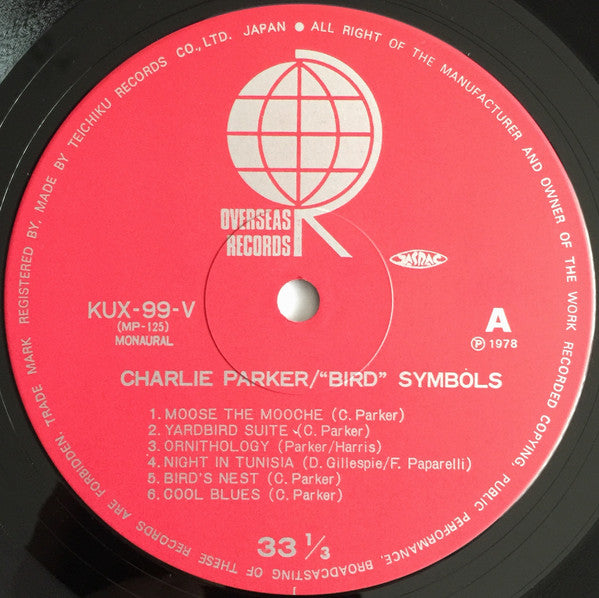 TRADE MARK REGISTERED BY, MADE BY TEICHIKU RECORDS CO., LTD. JAPAN ● ALL RIGHT OF THE MANUFACTURER AND OWNER OF THE WORK RECORDED COPYING, PUBLIC PERFORMANCE, BROADCASTING OF THESE RECORDS ARE FORBIDDEN,
OVERSEAS
RECORDS
JASRAC
KUX-99-V
(MP-125)
MONAURAL
A
Ⓟ 1978
CHARLIE PARKER/“BIRD” SYMBOLS
1. MOOSE THE MOOCHE (C. Parker)
2. YARDBIRD SUITE (C. Parker)
3. ORNITHOLOGY (Parker/Harris)
4. NIGHT IN TUNISIA (D. Gillespie/F. Paparelli)
5. BIRD'S NEST (C. Parker)
6. COOL BLUES (C. Parker)
33 1/3